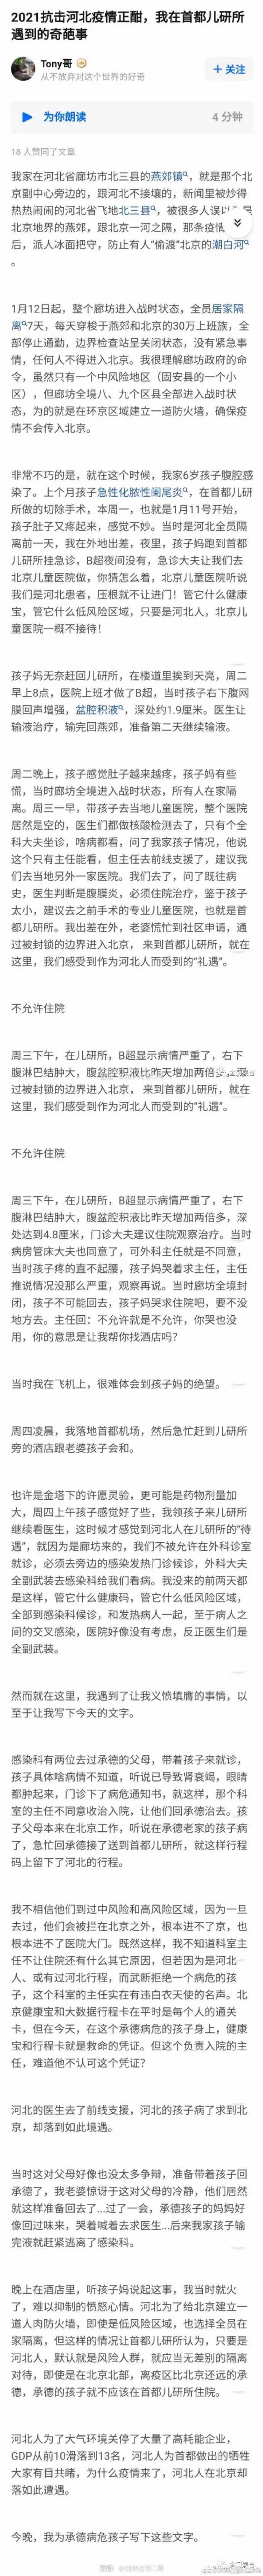 2021抗击河北疫情正酣，我在首都儿研所
遇到的奇葩事
Tony哥
从不放弃对这个世界的好奇
+ 关注
为你朗读
4 分钟
18 人赞同了文章
我家在河北省廊坊市北三县的燕郊镇，就是那个北
京副中心旁边的，跟河北不接壤的，新闻里被炒得
热热闹闹的河北省飞地北三县，被很多人误以
北京地界的燕郊，跟北京一河之隔，那条疫情
后，派人冰面把守，防止有人“偷渡”北京的潮白河
。
1月12日起，整个廊坊进入战时状态，全员居家隔
离7天，每天穿梭于燕郊和北京的30万上班族，全
部停止通勤，边界检查站呈关闭状态，没有紧急事
情，任何人不得进入北京。我很理解廊坊政府的命
令，虽然只有一个中风险地区（固安县的一个小
区），但廊坊全境八、九个区县全部进入战时状
态，为的就是在环京区域建立一道防火墙，确保疫
情不会传入北京。
非常不巧的是，就在这个时候，我家6岁孩子腹腔感
染了。上个月孩子急性化脓性阑尾炎，在首都儿研
所做的切除手术，本周一，也就是1月11号开始，
孩子肚子又疼起来，感觉不妙。当时是河北全员隔
离前一天，我在外地出差，夜里，孩子妈跑到首都
儿研所挂急诊，B超夜间没有，急诊大夫让我们去
北京儿童医院做，你猜怎么着，北京儿童医院听说
我们是河北患者，压根就不让进门！管它什么健康
宝，管它什么低风险区域，只要是河北人，北京儿
童医院一概不接待！
孩子妈无奈赶回儿研所，在楼道里挨到天亮，周二
早上8点，医院上班才做了B超，当时孩子右下腹网
膜回声增强，盆腔积液，深处约1.9厘米。医生让
输液治疗，输完回燕郊，准备第二天继续输液。
周二晚上，孩子感觉肚子越来越疼，孩子妈有些
慌，当时廊坊全境进入战时状态，所有人在家隔
离。周三一早，带孩子去当地儿童医院，整个医院
居然是空的，医生们都做核酸检测去了，只有个全
科大夫坐诊，啥病都看，问了我家孩子情况，他说
这个只有主任能看，但主任去前线支援了，建议我
们去当地另外一家医院。我们去了，问了既往病
史，医生判断是腹膜炎，必须住院治疗，鉴于孩子
太小，建议去之前手术的专业儿童医院，也就是首
都儿研所。我出差在外，老婆慌忙到社区申请，通
过被封锁的边界进入北京， 来到首都儿研所，就在
这里，我们感受到作为河北人而受到的“礼遇”。
不允许住院
周三下午，在儿研所，B超显示病情严重了，右下
腹淋巴结肿大，腹盆腔积液比昨天增加两倍
过被封锁的边界进入北京， 来到首都儿研所，就在
这里，我们感受到作为河北人而受到的“礼遇”。
不允许住院
周三下午，在儿研所，B超显示病情严重了，右下
腹淋巴结肿大，腹盆腔积液比昨天增加两倍多，深
处达到4.8厘米，门诊大夫建议住院观察治疗。当时
病房管床大夫也同意了，可外科主任就是不同意，
当时孩子疼的直不起腰，孩子妈哭着求主任，主任
推说情况没那么严重，观察再说。当时廊坊全境封
闭，孩子不可能回去，孩子妈哭求住院吧，要不没
地方去。主任回：不允许就是不允许，你哭也没
用，你的意思是让我帮你找酒店吗？
当时我在飞机上，很难体会到孩子妈的绝望。
周四凌晨，我落地首都机场，然后急忙赶到儿研所
旁的酒店跟老婆孩子会和。
也许是金塔下的许愿灵验，更可能是药物剂量加
大，周四上午孩子感觉好了些，我领孩子来儿研所
继续看医生，这时候才感觉到河北人在儿研所的“待
遇”，就因为是廊坊来的，我们不被允许在外科诊室
就诊，必须去旁边的感染发热门诊候诊，外科大夫
全副武装去感染科给我们看病。我没来的前两天都
是这样，管它什么健康码，管它什么低风险区域，
全部到感染科候诊，和发热病人一起，至于病人之
间的交叉感染，医院好像没有考虑，反正医生们是
全副武装。
然而就在这里，我遇到了让我义愤填膺的事情，以
至于让我写下今天的文字。
感染科有两位去过承德的父母，带着孩子来就诊，
孩子具体啥病情不知道，听说已导致肾衰竭，眼睛
都肿起来，门诊下了病危通知书，就这样，那个科
室的主任不同意收治入院，让他们回承德治去。孩
子父母本来在北京工作，听说在承德老家的孩子病
了，急忙回承德接了送到首都儿研所，就这样行程
码上留下了河北的行程。
我不相信他们到过中风险和高风险区域，因为一旦
去过，他们会被拦在北京之外，根本进不了京，也
根本进不了医院大门。既然这样，我不知道科室主
任不让住院还有什么其它原因，但若因为是河北
人、或有过河北行程，而武断拒绝一个病危的孩
子，这个科室的主任实在有违白衣天使的名声。北
京健康宝和大数据行程卡在平时是每个人的通关
卡，但在今天，在这个承德病危的孩子身上，健康
宝和行程卡就是救命的凭证。但这个负责入院的主
任，难道他不认可这个凭证？
河北的医生去了前线支援，河北的孩子病了求到北
京，却落到如此境遇。
当时这对父母好像也没太多争辩，准备带着孩子回
承德了，我老婆惊讶于这对父母的冷静，他们居然
就这样准备回去了...过了一会，承德孩子的妈妈好
像回过味来，哭着喊着去求医生...后来我家孩子输
完液就赶紧逃离了感染科。
晚上在酒店里，听孩子妈说起这事，我当时就火
了，难以抑制的愤怒心情。河北为了给北京建立一
道人肉防火墙，即使是低风险区域，也选择全员在
家隔离，但这样的情况让首都儿研所认为，只要是
河北人，默认就是风险人群，就应当无差别的隔离
对待，即使是在北京北部，离疫区比北京还远的承
德，承德的孩子就不应该在首都儿研所住院。
河北人为了大气环境关停了大量了高耗能企业，
GDP从前10滑落到13名，河北人为首都做出的牺牲
大家有目共睹，为什么疫情来了，河北人在北京却
落如此遭遇。
今晚，我为承德病危孩子写下这些文字。